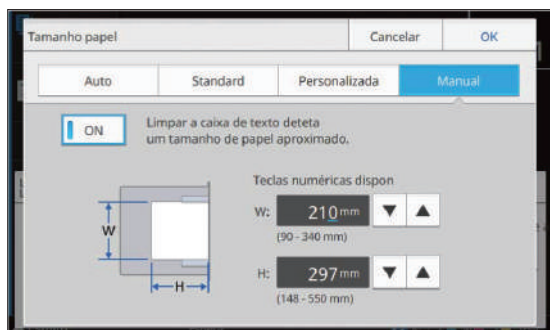 Tamanho papel
Cancelar
OK
Auto
Standard
Personalizada
Manual
ON
Limpar a caixa de texto deteta
um tamanho de papel aproximado.
Teclas numéricas dispon
W
H
W: 210mm
(90 - 340 mm)
H: 297mm
(148 - 550 mm)